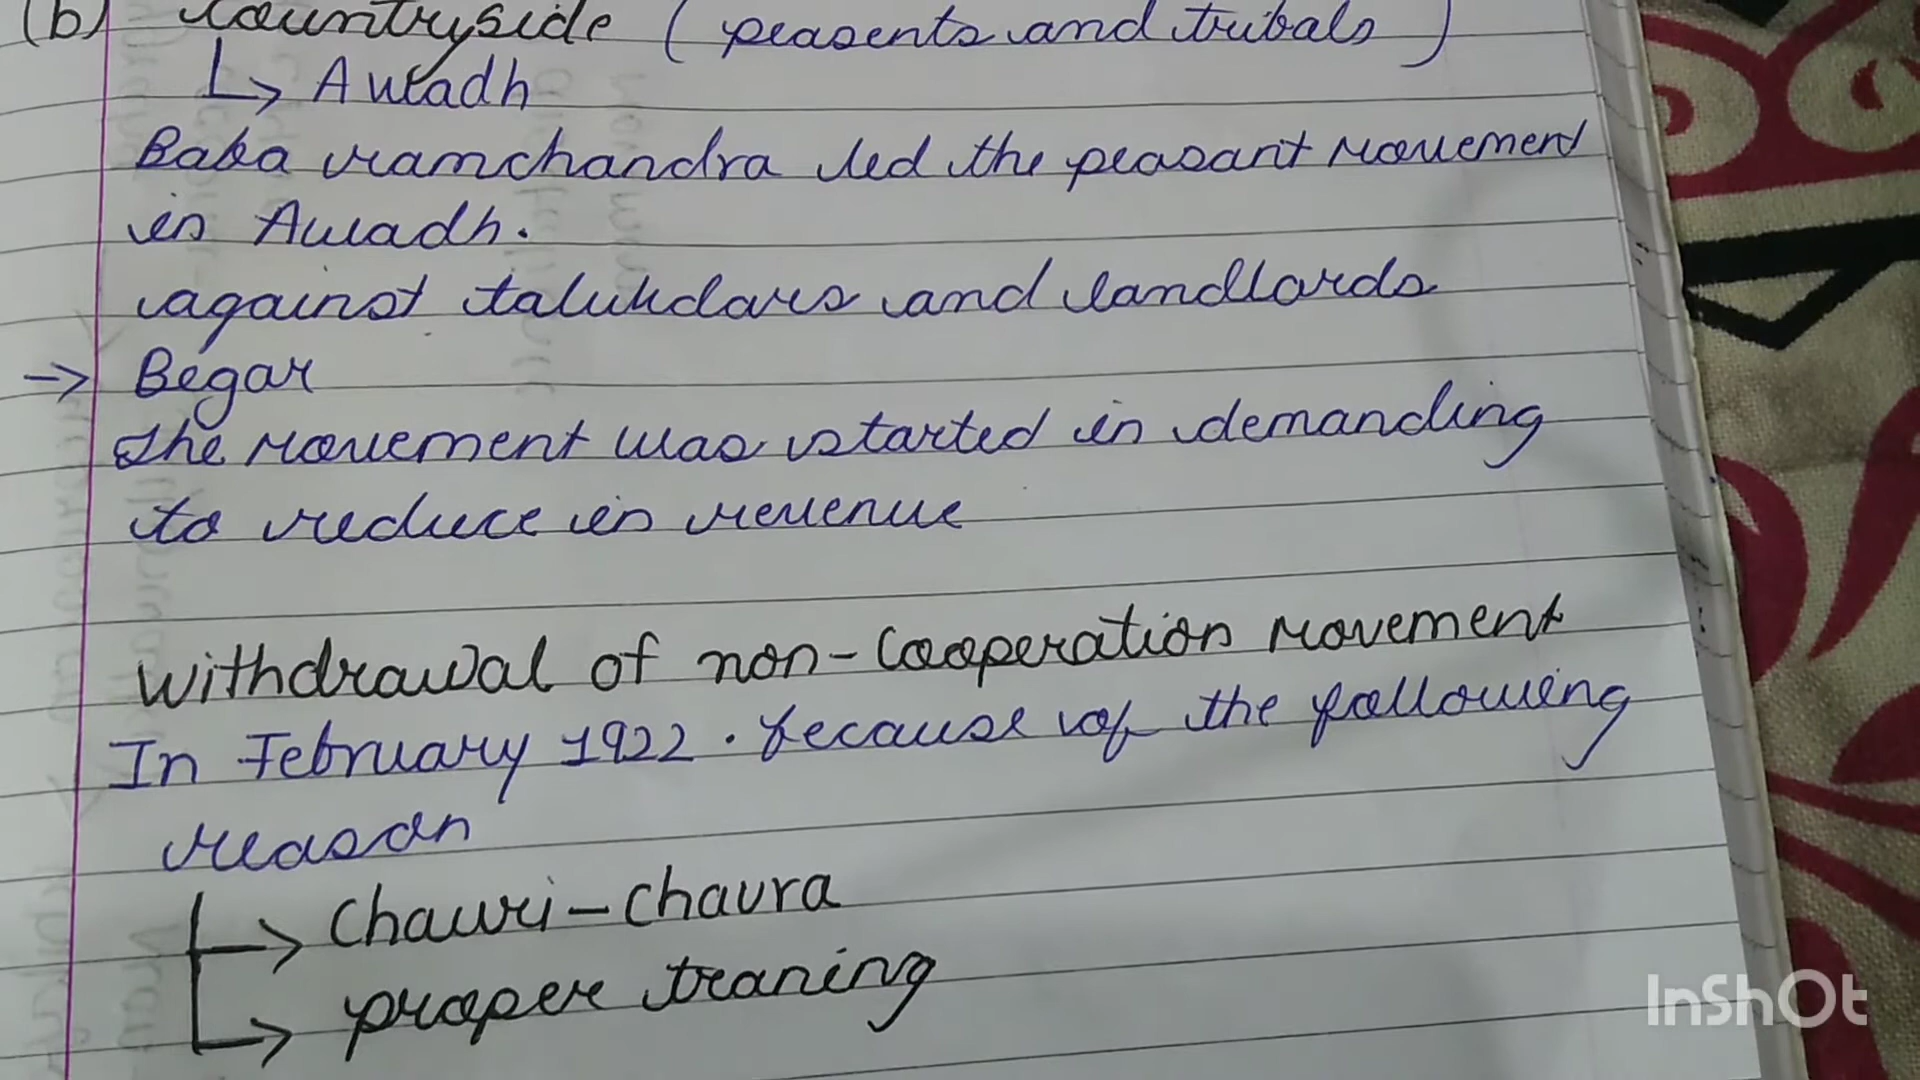 (b) Countryside (peasents and tribals)
↳ Awadh
Baba ramchandra led the peasant movement
in Awadh.
against talukdars and landlords
→ Begar
The movement was started in demanding
to reduce in revenue
Withdrawal of non-cooperation movement
In February 1922. because of the following
reason
→ Chawri-chavra
→ proper traning
InShOt